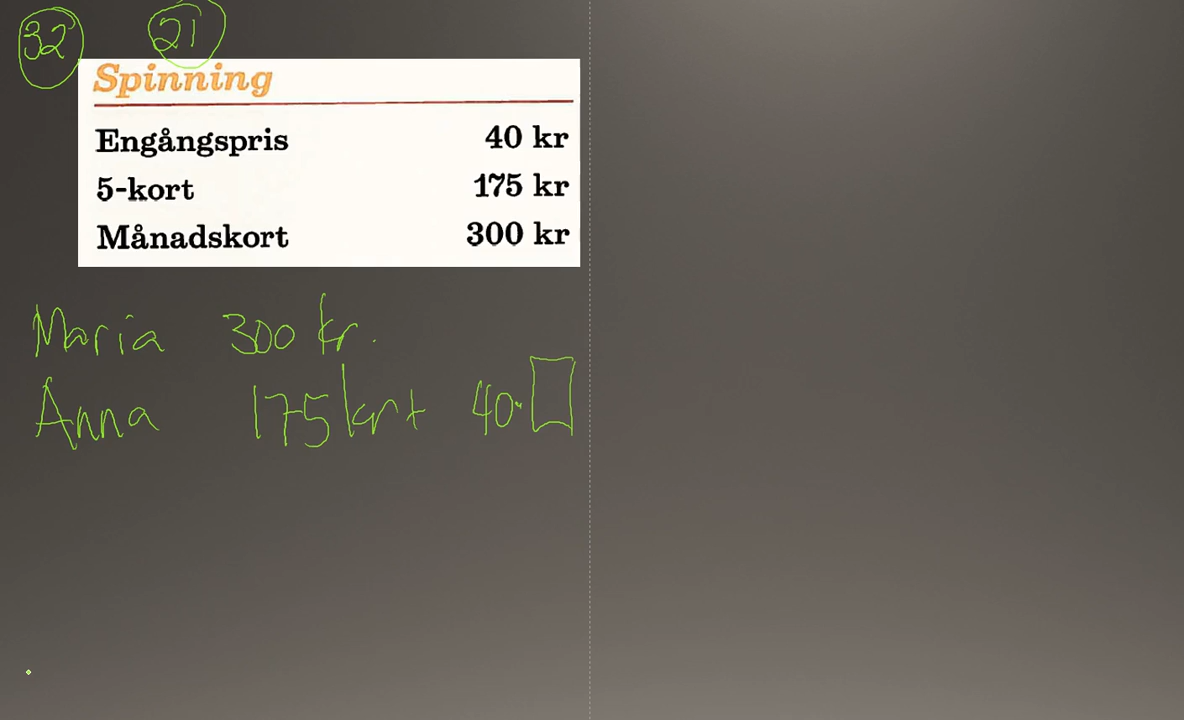 32 21
Spinning
Engångspris 40 kr
5-kort 175 kr
Månadskort 300 kr
Maria 300 kr.
Anna 175 kr + 40·